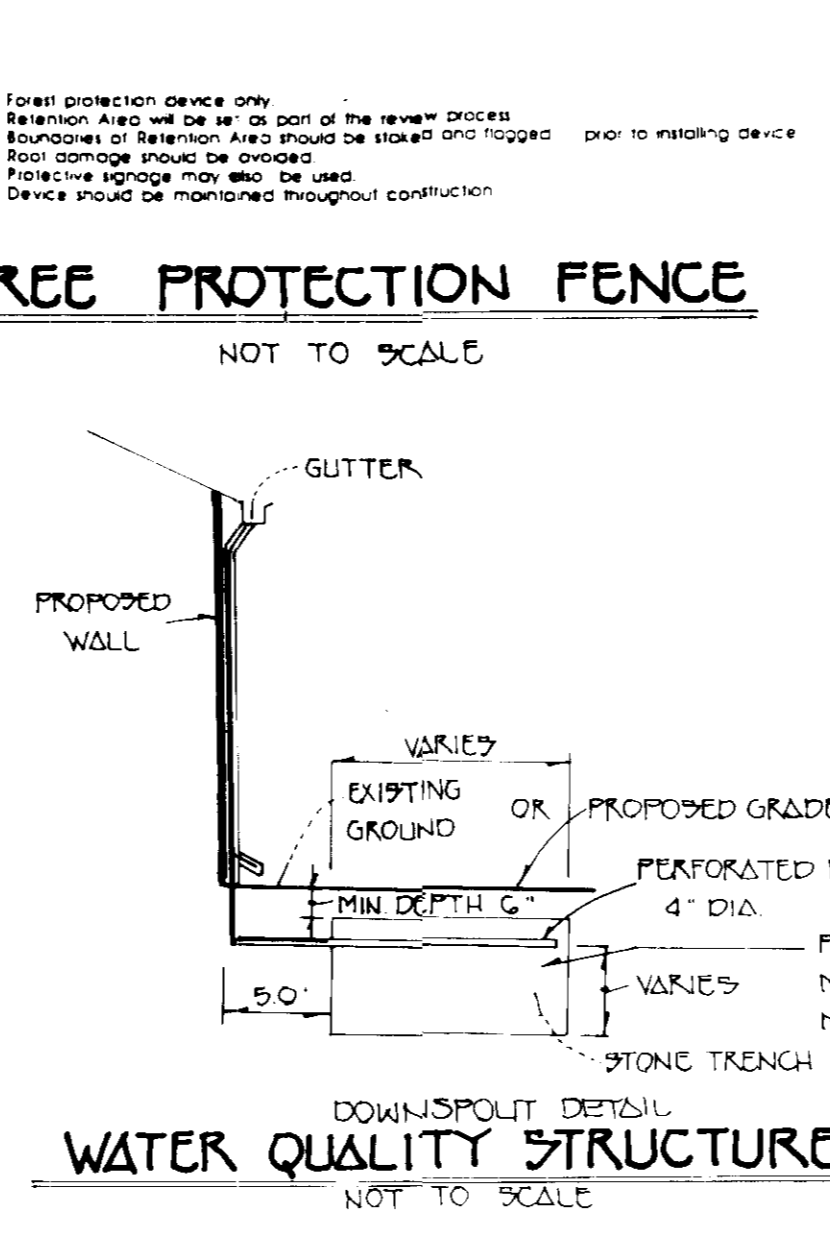 Forest protection device only.
Retention Area will be set as part of the review process
Boundaries of Retention Area should be staked and flagged prior to installing device
Root damage should be avoided.
Protective signage may also be used.
Device should be maintained throughout construction
REE PROTECTION FENCE
NOT TO SCALE
GUTTER
PROPOSED
WALL
VARIES
EXISTING
GROUND
OR PROPOSED GRADE
PERFORATED
4" DIA.
MIN. DEPTH 6"
VARIES
5.0'
STONE TRENCH
DOWNSPOUT DETAIL
WATER QUALITY STRUCTURE
NOT TO SCALE